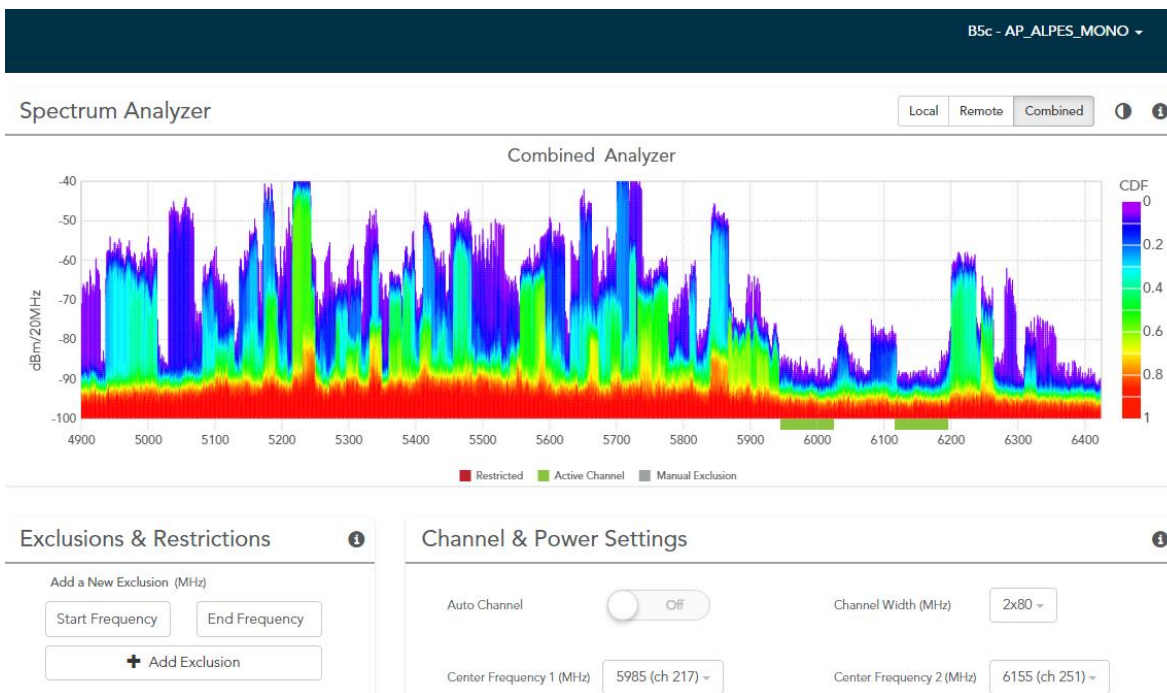 B5c - AP_ALPES_MONO
Spectrum Analyzer
Local Remote Combined
Combined Analyzer
CDF
-40
-50
-60
-70
-80
-90
-100
dBm/20MHz
0
0.2
0.4
0.6
0.8
1
4900 5000 5100 5200 5300 5400 5500 5600 5700 5800 5900 6000 6100 6200 6300 6400
Restricted Active Channel Manual Exclusion
Exclusions & Restrictions
Add a New Exclusion (MHz)
Start Frequency End Frequency
+ Add Exclusion
Channel & Power Settings
Auto Channel Off Channel Width (MHz) 2x80
Center Frequency 1 (MHz) 5985 (ch 217) Center Frequency 2 (MHz) 6155 (ch 251)